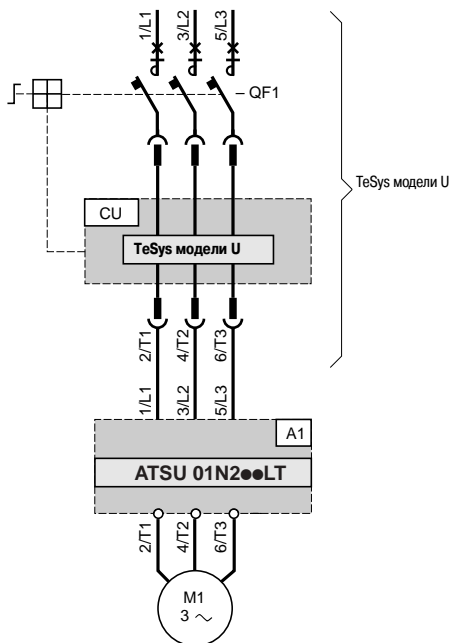 1/L1 3/L2 5/L3
QF1
TeSys модели U
CU
TeSys модели U
2/T1 4/T2 6/T3
1/L1 3/L2 5/L3
A1
ATSU 01N2●●LT
2/T1 4/T2 6/T3
M1
3 ~